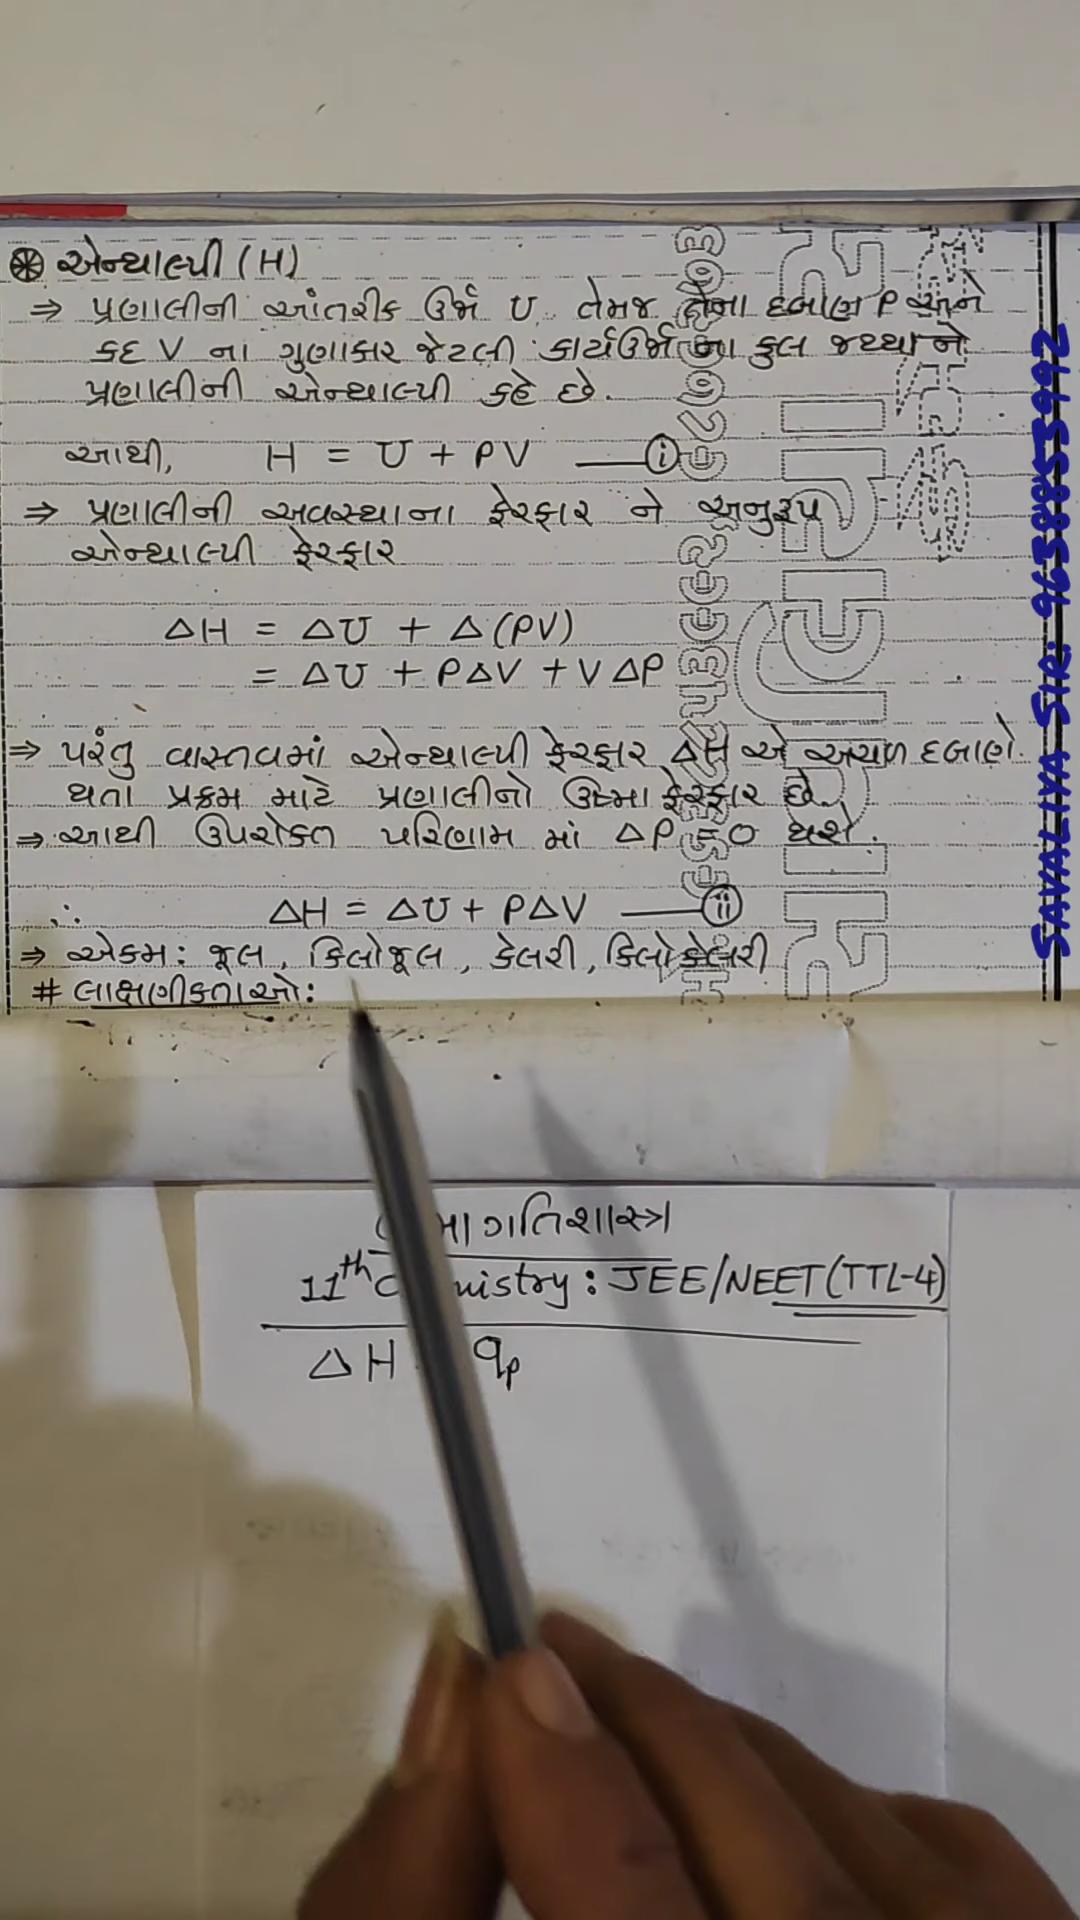 એન્થાલ્પી (H)
⇒ પ્રણાલીની આંતરીક ઉર્જા U, તેમજ તેના દબાણ P અને
કદ V ના ગુણાકાર જેટલી કાર્યઉર્જા ના કુલ જથ્થા ને
પ્રણાલીની એન્થાલ્પી કહે છે.
આથી, H = U + PV —— (i)
⇒ પ્રણાલીની અવસ્થાના ફેરફાર ને અનુરૂપ
એન્થાલ્પી ફેરફાર
ΔH = ΔU + Δ(PV)
= ΔU + PΔV + VΔP
⇒ પરંતુ વાસ્તવમાં એન્થાલ્પી ફેરફાર ΔH એ અચળ દબાણે
થતા પ્રક્રમ માટે પ્રણાલીનો ઉષ્મા ફેરફાર છે.
⇒ આથી ઉપરોક્ત પરિણામ માં ΔP = 0 થશે.
∴ ΔH = ΔU + PΔV —— (ii)
⇒ એકમ: જૂલ, કિલોજૂલ, કેલરી, કિલોકેલરી
# લાક્ષણીકતાઓ:
SAVALIYA SIR: 9638853992
ગતિશાસ્ત્ર
11th : JEE/NEET (TTL-4)
ΔH qp